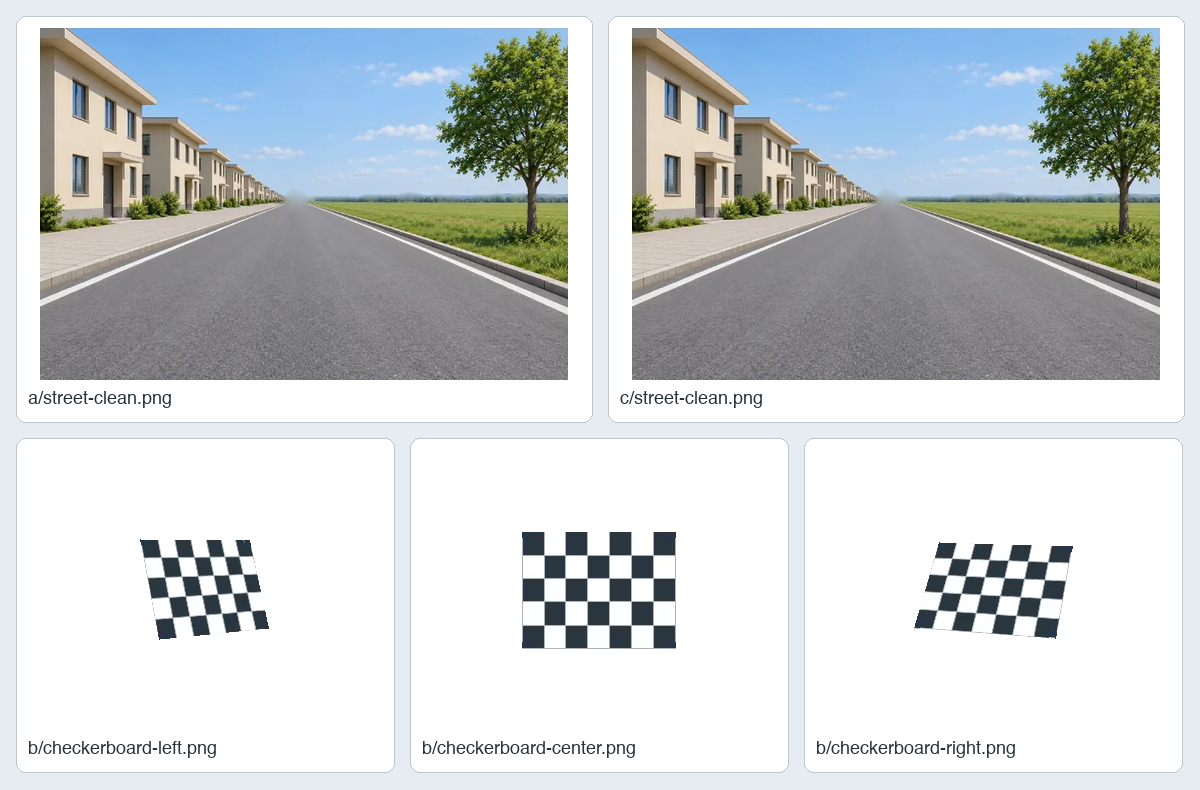 a/street-clean.png
c/street-clean.png
b/checkerboard-left.png
b/checkerboard-center.png
b/checkerboard-right.png